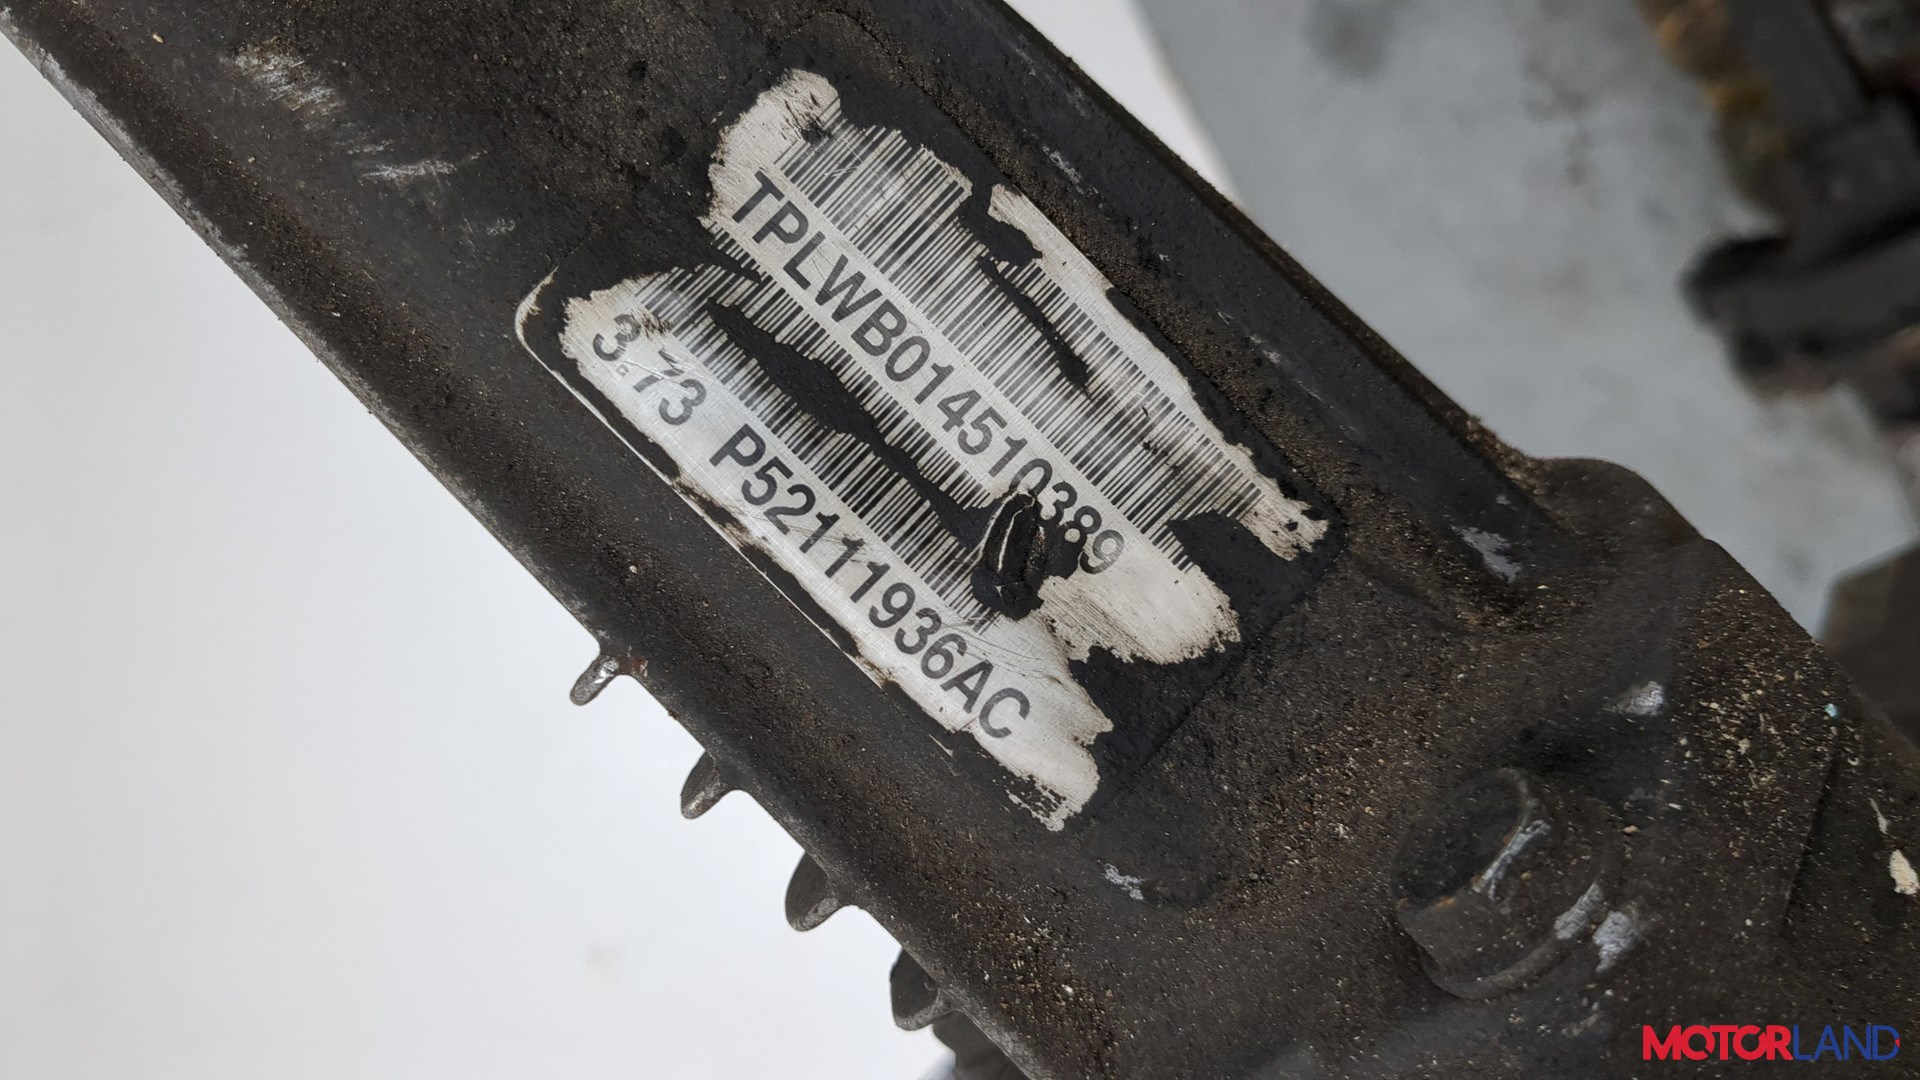 TPLWB014510389
3.73 P52111936AC
MOTORLAND